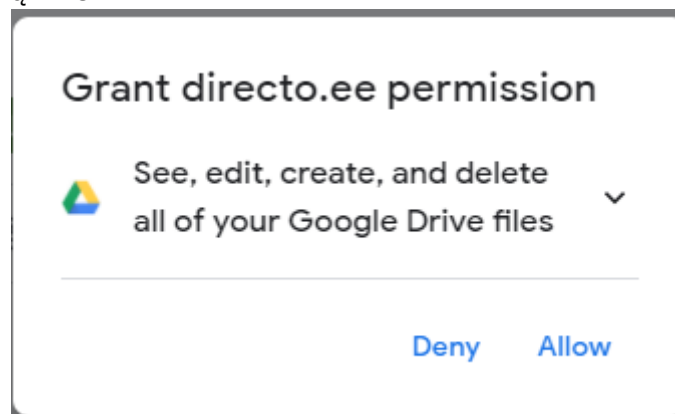 Grant directo.ee permission
See, edit, create, and delete
all of your Google Drive files
Deny Allow